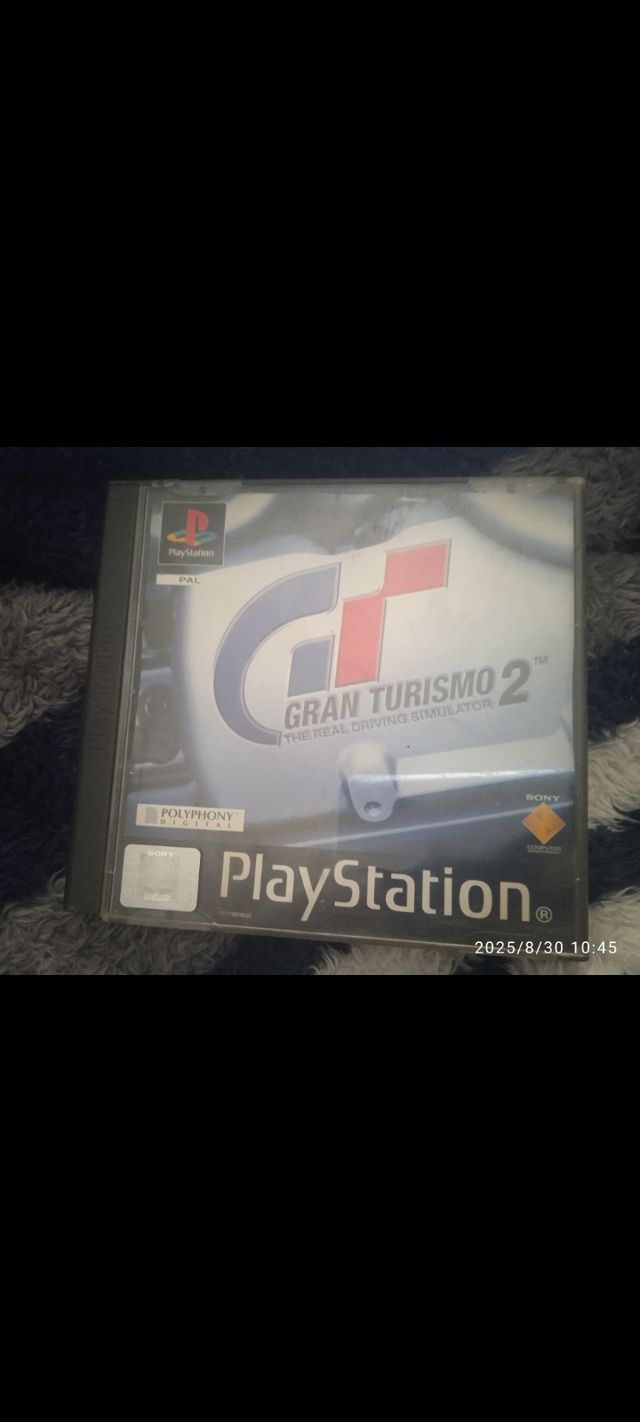 PlayStation
PAL
GRAN TURISMO 2™
THE REAL DRIVING SIMULATOR
POLYPHONY
DIGITAL
SONY
COMPUTER
SONY
PlayStation®
2025/8/30 10:45